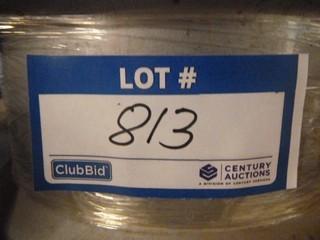 LOT #
813
ClubBid
CENTURY
AUCTIONS
A DIVISION OF CENTURY SERVICES